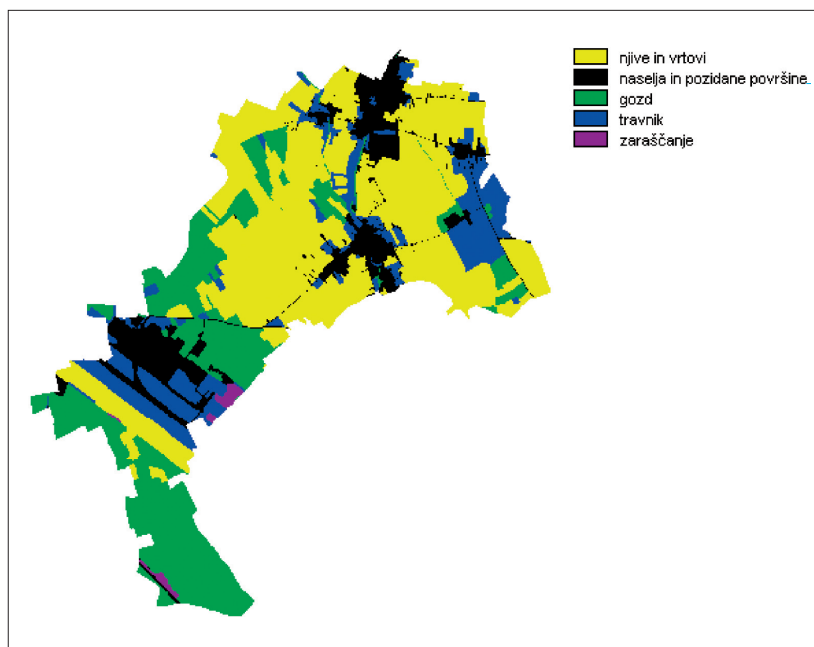 njive in vrtovi
naselja in pozidane površine.
gozd
travnik
zaraščanje